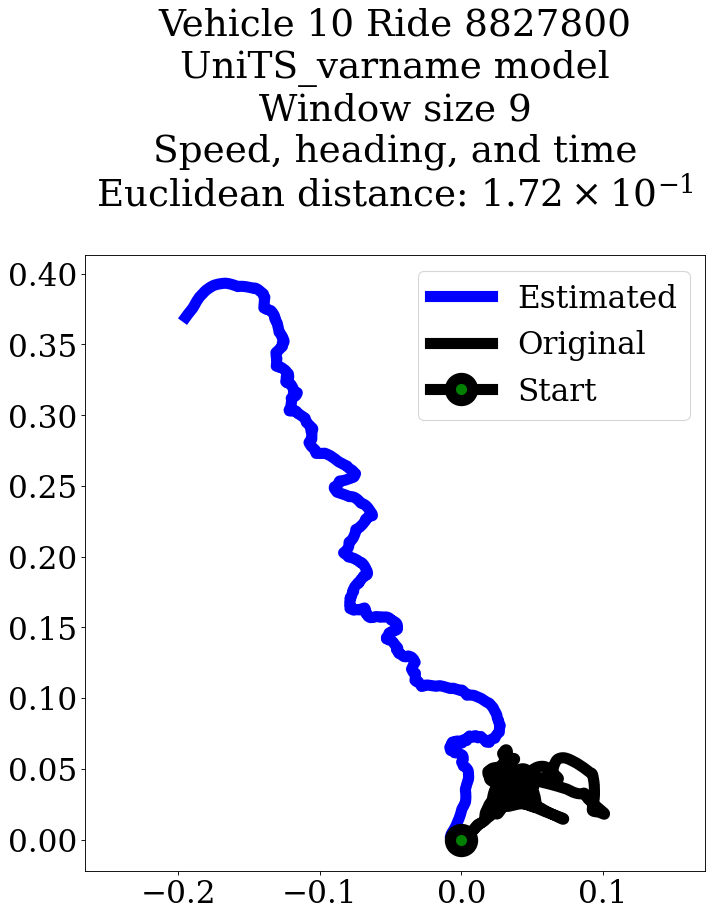 Vehicle 10 Ride 8827800
UniTS_varname model
Window size 9
Speed, heading, and time
Euclidean distance: 1.72 × 10⁻¹
Estimated
Original
Start
0.40
0.35
0.30
0.25
0.20
0.15
0.10
0.05
0.00
−0.2 −0.1 0.0 0.1